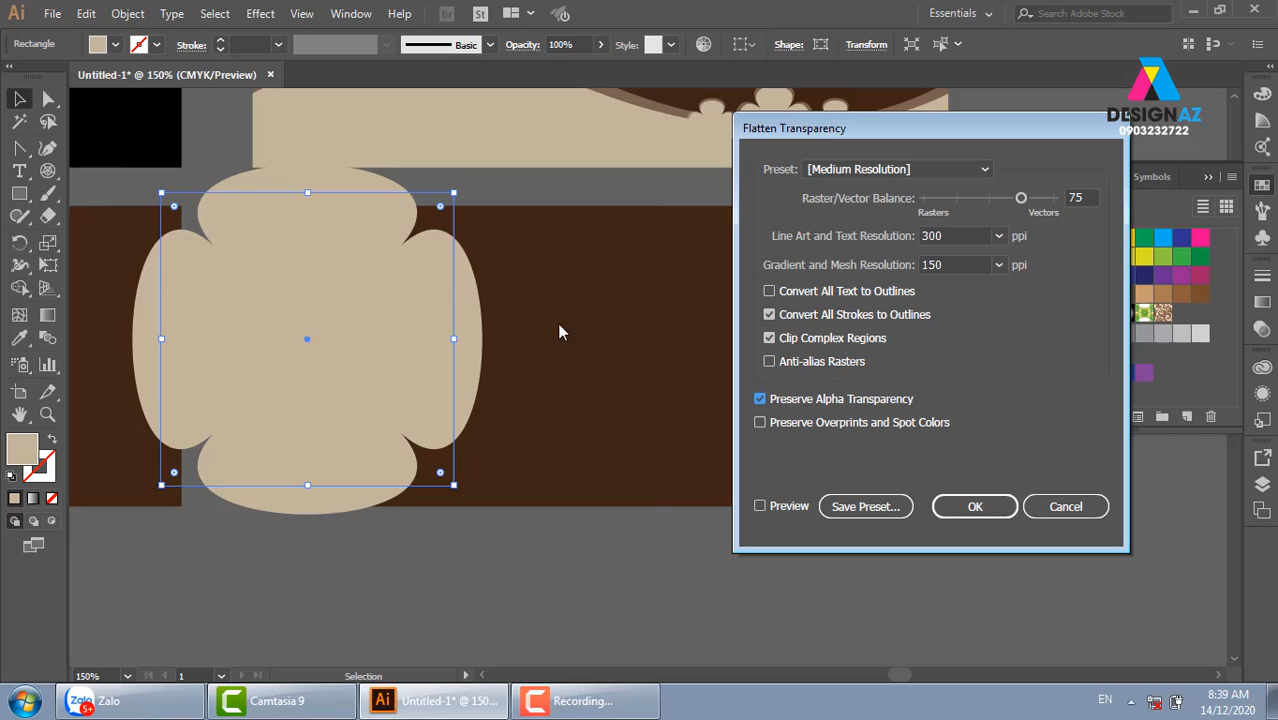 Ai File Edit Object Type Select Effect View Window Help Br St Essentials Search Adobe Stock
Rectangle Stroke: Basic Opacity: 100% Style: Shape: Transform
Untitled-1* @ 150% (CMYK/Preview) ×
DESIGNAZ
0903232722
Flatten Transparency
Preset: [Medium Resolution]
Symbols
Raster/Vector Balance: 75
Rasters Vectors
Line Art and Text Resolution: 300 ppi
Gradient and Mesh Resolution: 150 ppi
Convert All Text to Outlines
Convert All Strokes to Outlines
Clip Complex Regions
Anti-alias Rasters
Preserve Alpha Transparency
Preserve Overprints and Spot Colors
Preview Save Preset... OK Cancel
150% 1 Selection
Zalo 5+ Zalo C Camtasia 9 Ai Untitled-1* @ 150... C Recording... EN 8:39 AM
14/12/2020